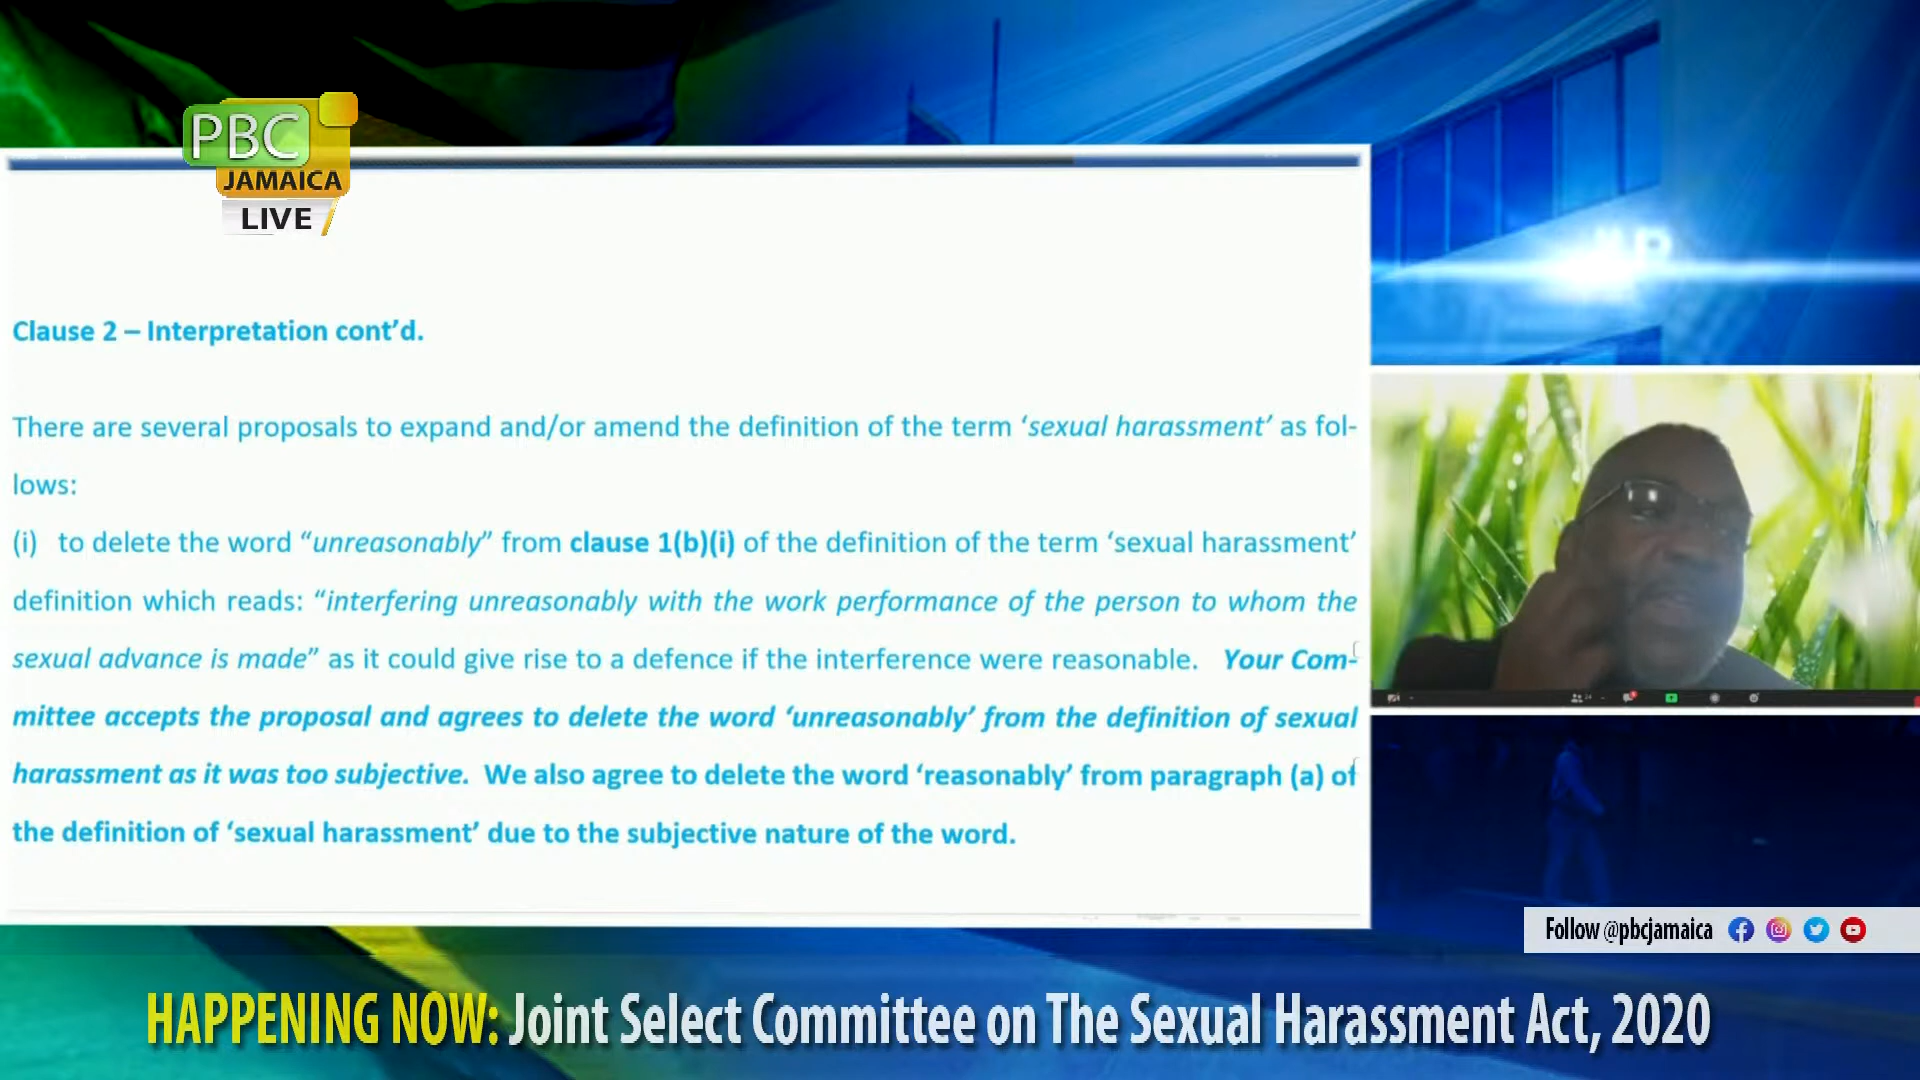 PBC
JAMAICA
LIVE
Clause 2 – Interpretation cont’d.
There are several proposals to expand and/or amend the definition of the term ‘sexual harassment’ as fol-
lows:
(i) to delete the word “unreasonably” from clause 1(b)(i) of the definition of the term ‘sexual harassment’
definition which reads: “interfering unreasonably with the work performance of the person to whom the
sexual advance is made” as it could give rise to a defence if the interference were reasonable. Your Com-
mittee accepts the proposal and agrees to delete the word ‘unreasonably’ from the definition of sexual
harassment as it was too subjective. We also agree to delete the word ‘reasonably’ from paragraph (a) of
the definition of ‘sexual harassment’ due to the subjective nature of the word.
Follow @pbcjamaica
HAPPENING NOW: Joint Select Committee on The Sexual Harassment Act, 2020